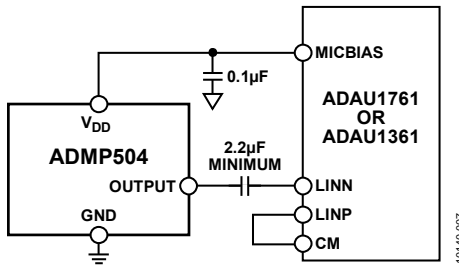 MICBIAS
0.1µF
ADAU1761
OR
ADAU1361
VDD
ADMP504
2.2µF
MINIMUM
OUTPUT
LINN
GND
LINP
CM